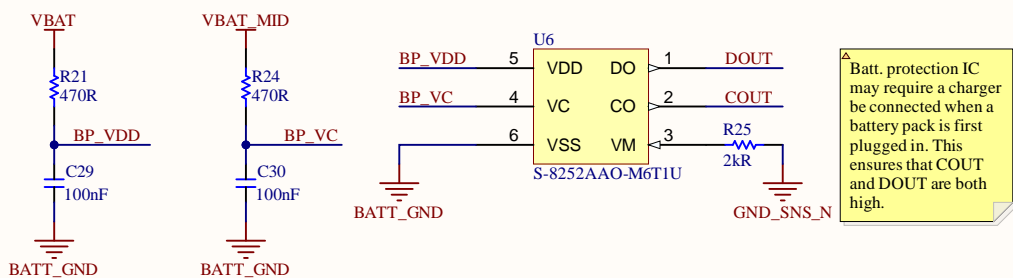 VBAT
R21
470R
BP_VDD
C29
100nF
BATT_GND
VBAT_MID
R24
470R
BP_VC
C30
100nF
BATT_GND
U6
BP_VDD 5 VDD DO 1 DOUT
BP_VC 4 VC CO 2 COUT
6 VSS VM 3 R25
2kR
S-8252AAO-M6T1U
BATT_GND
GND_SNS_N
Batt. protection IC
may require a charger
be connected when a
battery pack is first
plugged in. This
ensures that COUT
and DOUT are both
high.